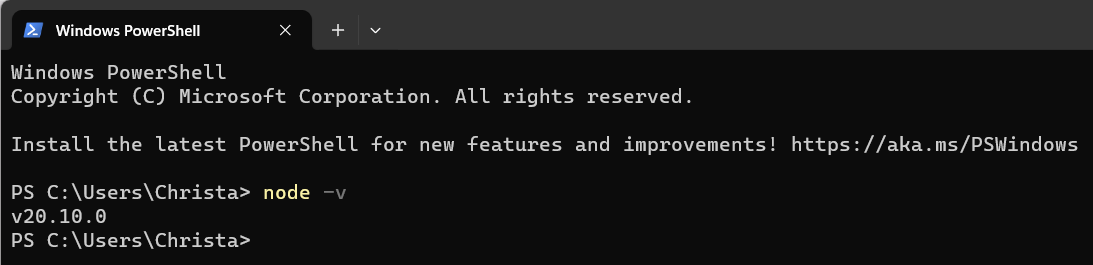 Windows PowerShell
Windows PowerShell
Copyright (C) Microsoft Corporation. All rights reserved.
Install the latest PowerShell for new features and improvements! https://aka.ms/PSWindows
PS C:\Users\Christa> node -v
v20.10.0
PS C:\Users\Christa>